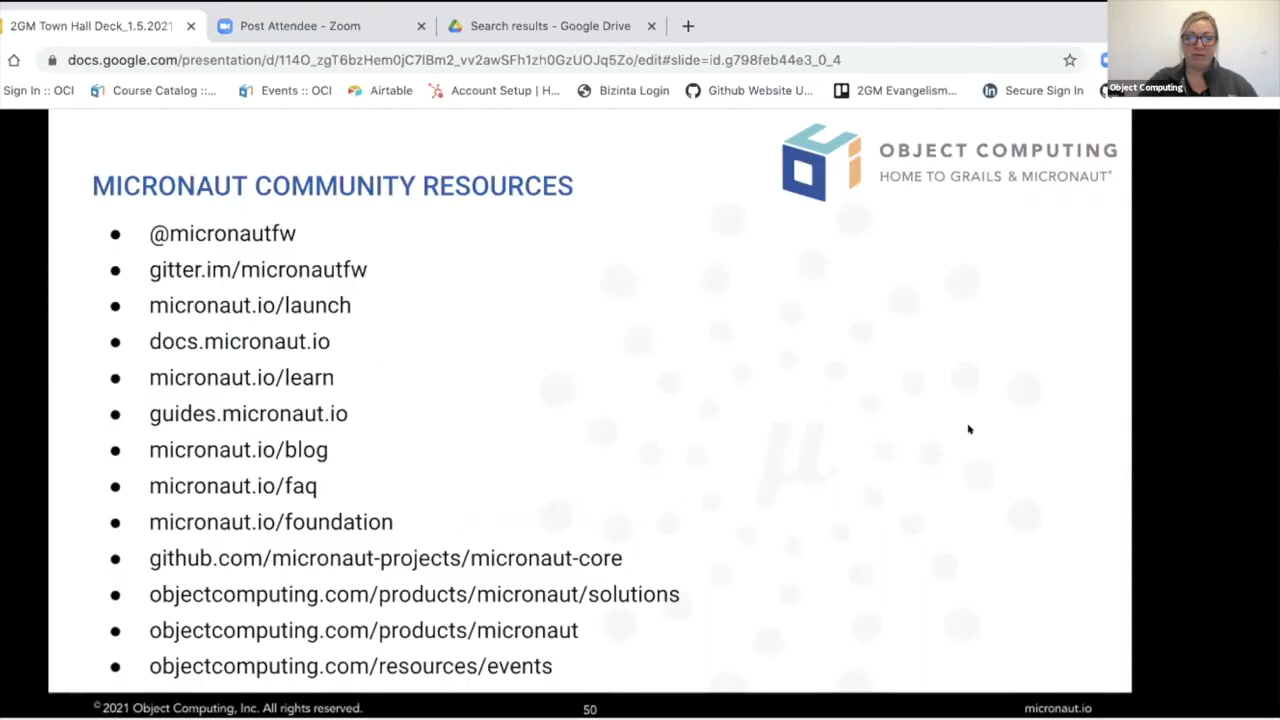 2GM Town Hall Deck_1.5.2021
Post Attendee - Zoom
Search results - Google Drive
docs.google.com/presentation/d/114O_zgT6bzHem0jC7lBm2_vv2awSFh1zh0GzUOJq5Zo/edit#slide=id.g798feb44e3_0_4
Sign In :: OCI
Course Catalog ::...
Events :: OCI
Airtable
Account Setup | H...
Bizinta Login
Github Website U...
2GM Evangelism...
Secure Sign In
Object Computing
OBJECT COMPUTING
HOME TO GRAILS & MICRONAUT®
MICRONAUT COMMUNITY RESOURCES
● @micronautfw
● gitter.im/micronautfw
● micronaut.io/launch
● docs.micronaut.io
● micronaut.io/learn
● guides.micronaut.io
● micronaut.io/blog
● micronaut.io/faq
● micronaut.io/foundation
● github.com/micronaut-projects/micronaut-core
● objectcomputing.com/products/micronaut/solutions
● objectcomputing.com/products/micronaut
● objectcomputing.com/resources/events
μ
© 2021 Object Computing, Inc. All rights reserved.
50
micronaut.io